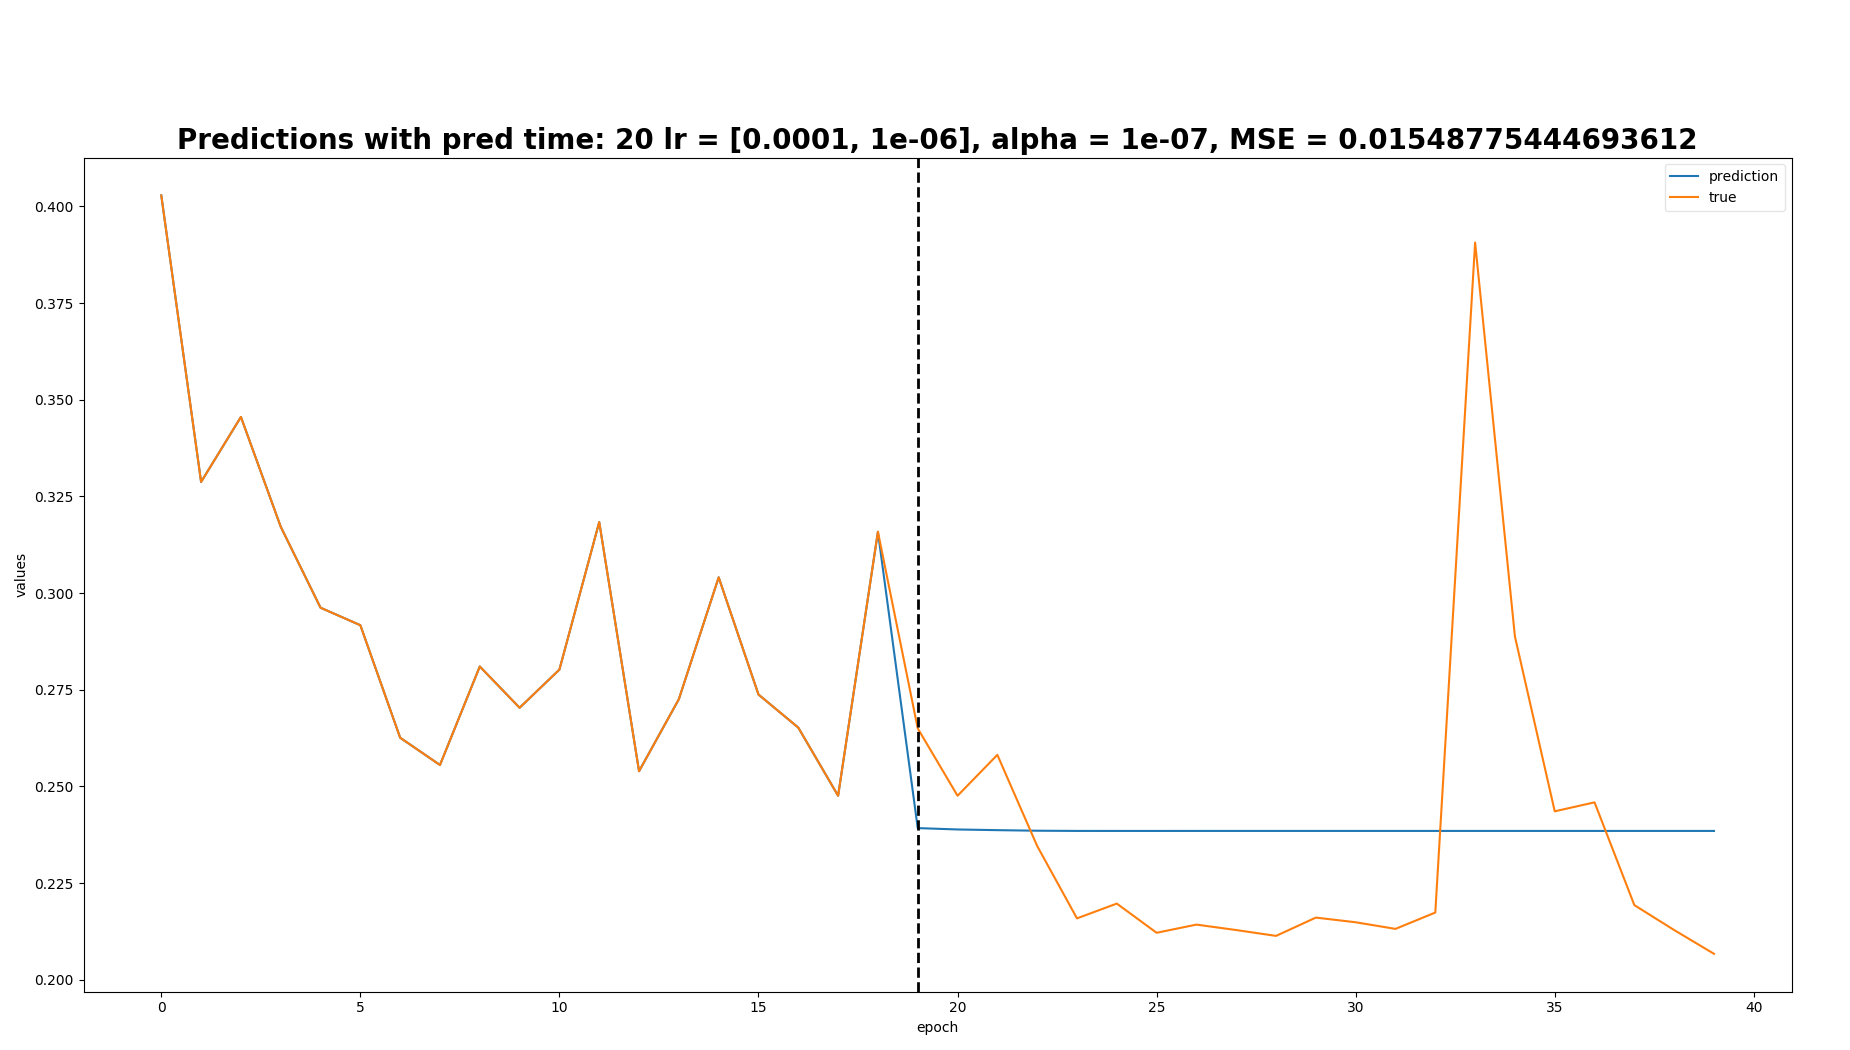 Predictions with pred time: 20 lr = [0.0001, 1e-06], alpha = 1e-07, MSE = 0.01548775444693612
prediction
true
0.400
0.375
0.350
0.325
0.300
0.275
0.250
0.225
0.200
values
0 5 10 15 20 25 30 35 40
epoch